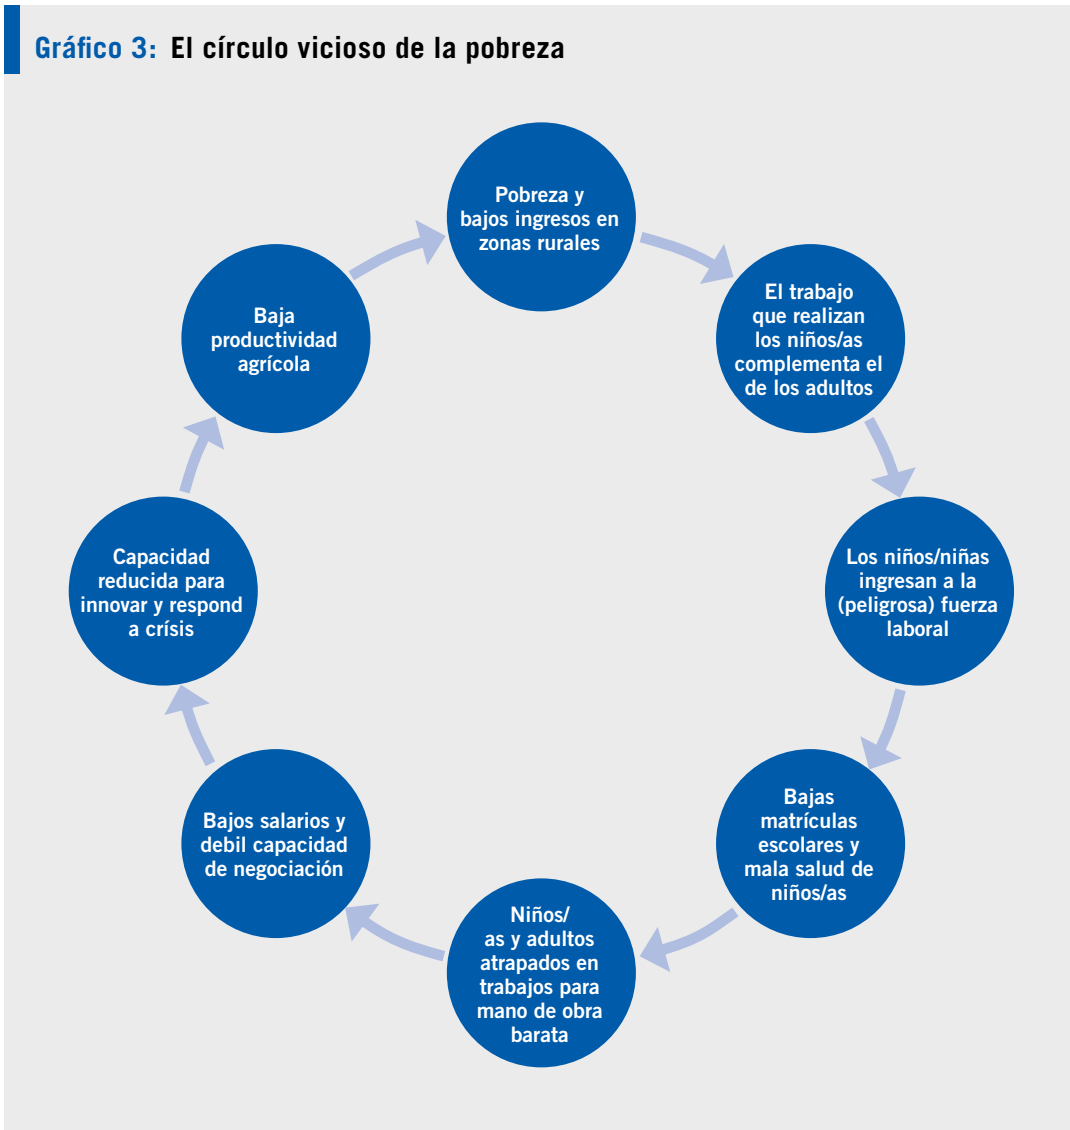 Gráfico 3: El círculo vicioso de la pobreza
Pobreza y
bajos ingresos en
zonas rurales
El trabajo
que realizan
los niños/as
complementa el
de los adultos
Los niños/niñas
ingresan a la
(peligrosa) fuerza
laboral
Bajas
matrículas
escolares y
mala salud de
niños/as
Niños/
as y adultos
atrapados en
trabajos para
mano de obra
barata
Bajos salarios y
debil capacidad
de negociación
Capacidad
reducida para
innovar y respond
a crísis
Baja
productividad
agrícola